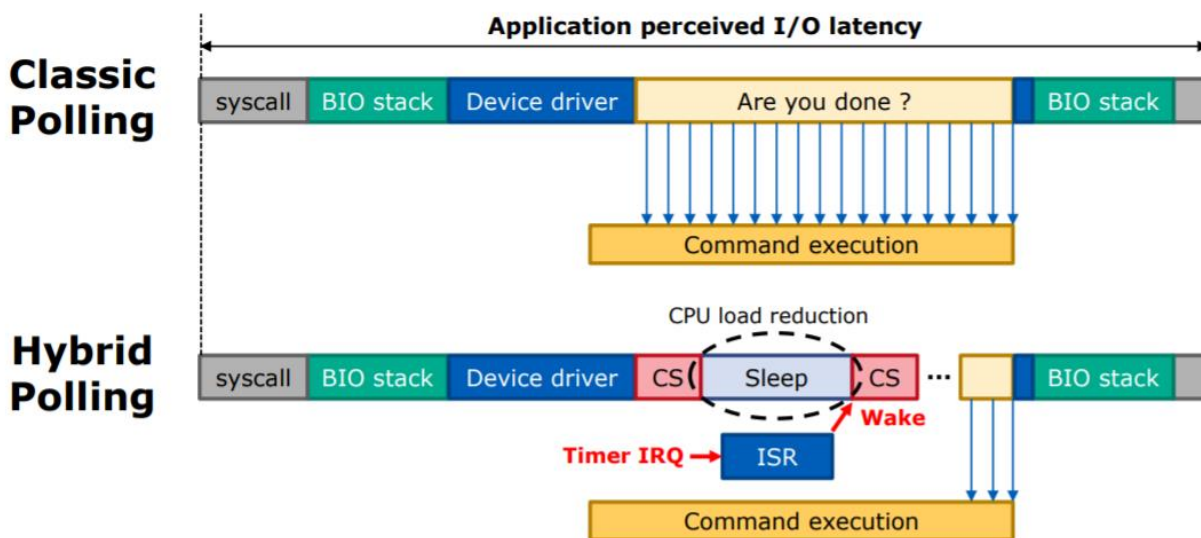 Application perceived I/O latency
Classic
Polling
syscall BIO stack Device driver Are you done ? BIO stack
Command execution
CPU load reduction
Hybrid
Polling
syscall BIO stack Device driver CS Sleep CS ... BIO stack
Wake
Timer IRQ ISR
Command execution